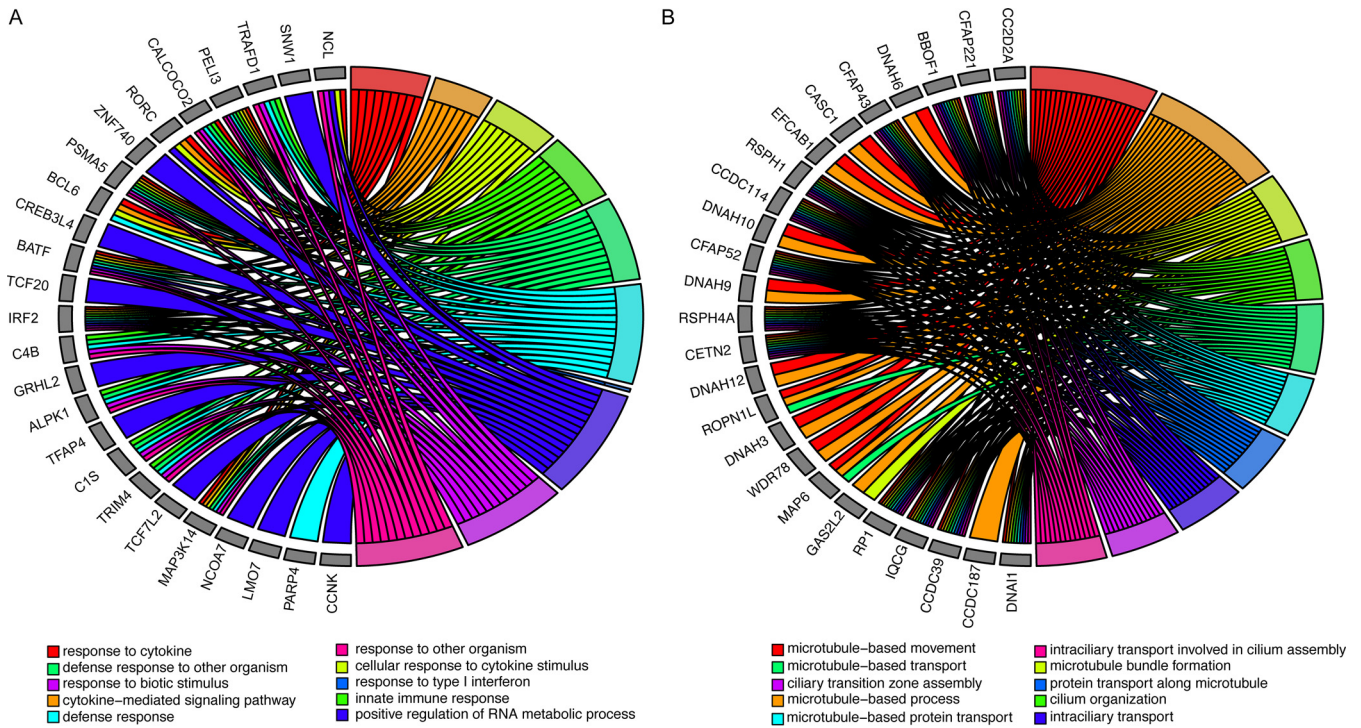 A
NCL
SNW1
TRAFD1
PELI3
CALCOCO2
RORC
ZNF740
PSMA5
BCL6
CREB3L4
BATF
TCF20
IRF2
C4B
GRHL2
ALPK1
TFAP4
C1S
TRIM4
TCF7L2
MAP3K14
NCOA7
LMO7
PARP4
CCNK
response to cytokine
defense response to other organism
response to biotic stimulus
cytokine−mediated signaling pathway
defense response
response to other organism
cellular response to cytokine stimulus
response to type I interferon
innate immune response
positive regulation of RNA metabolic process
B
CC2D2A
CFAP221
BBOF1
DNAH6
CFAP43
CASC1
EFCAB1
RSPH1
CCDC114
DNAH10
CFAP52
DNAH9
RSPH4A
CETN2
DNAH12
ROPN1L
DNAH3
WDR78
MAP6
GAS2L2
RP1
IQCG
CCDC39
CCDC187
DNAI1
microtubule−based movement
microtubule−based transport
ciliary transition zone assembly
microtubule−based process
microtubule−based protein transport
intraciliary transport involved in cilium assembly
microtubule bundle formation
protein transport along microtubule
cilium organization
intraciliary transport